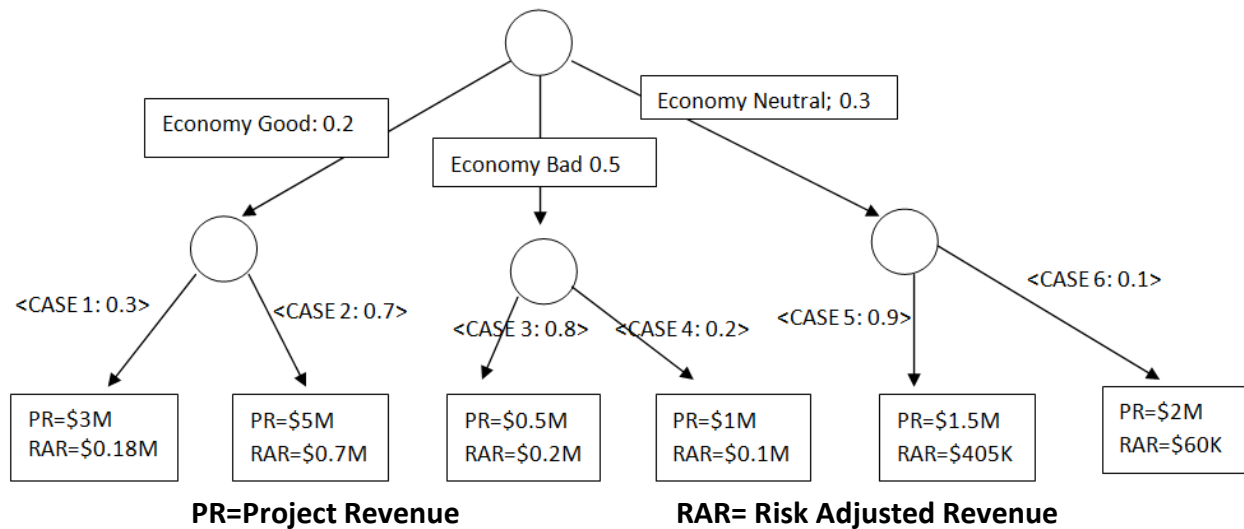 Economy Good: 0.2
Economy Bad 0.5
Economy Neutral; 0.3
<CASE 1: 0.3>
<CASE 2: 0.7>
<CASE 3: 0.8>
<CASE 4: 0.2>
<CASE 5: 0.9>
<CASE 6: 0.1>
PR=$3M
RAR=$0.18M
PR=$5M
RAR=$0.7M
PR=$0.5M
RAR=$0.2M
PR=$1M
RAR=$0.1M
PR=$1.5M
RAR=$405K
PR=$2M
RAR=$60K
PR=Project Revenue
RAR= Risk Adjusted Revenue